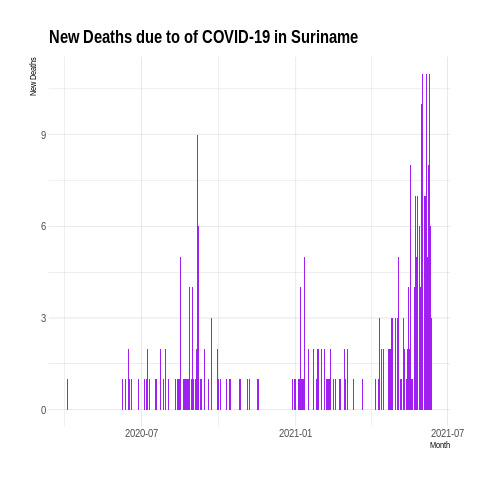 New Deaths due to of COVID-19 in Suriname
New Deaths
9
6
3
0
2020-07
2021-01
2021-07
Month